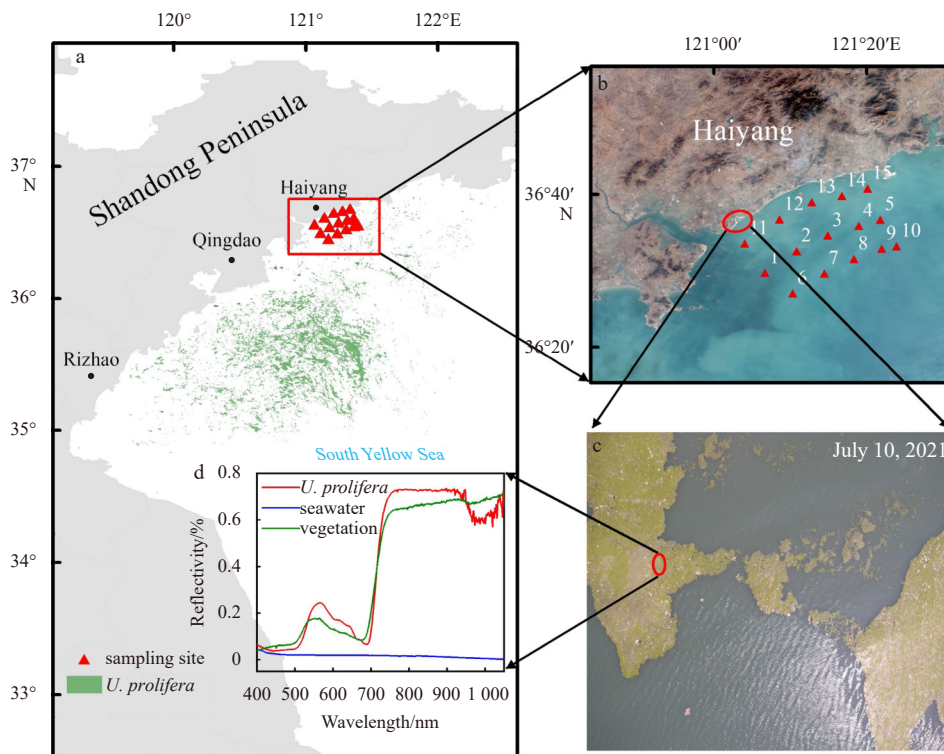 120°
121°
122°E
a
37°
N
36°
35°
34°
33°
Shandong Peninsula
Haiyang
Qingdao
Rizhao
South Yellow Sea
sampling site
U. prolifera
121°00′
121°20′
b
36°40′
N
36°20′
Haiyang
15
14
13
12
5
4
3
10
9
11
2
8
1
7
6
c
July 10, 2021
d
0.8
0.6
0.4
0.2
0
Reflectivity/%
U. prolifera
seawater
vegetation
400 500 600 700 800 900 1 000
Wavelength/nm